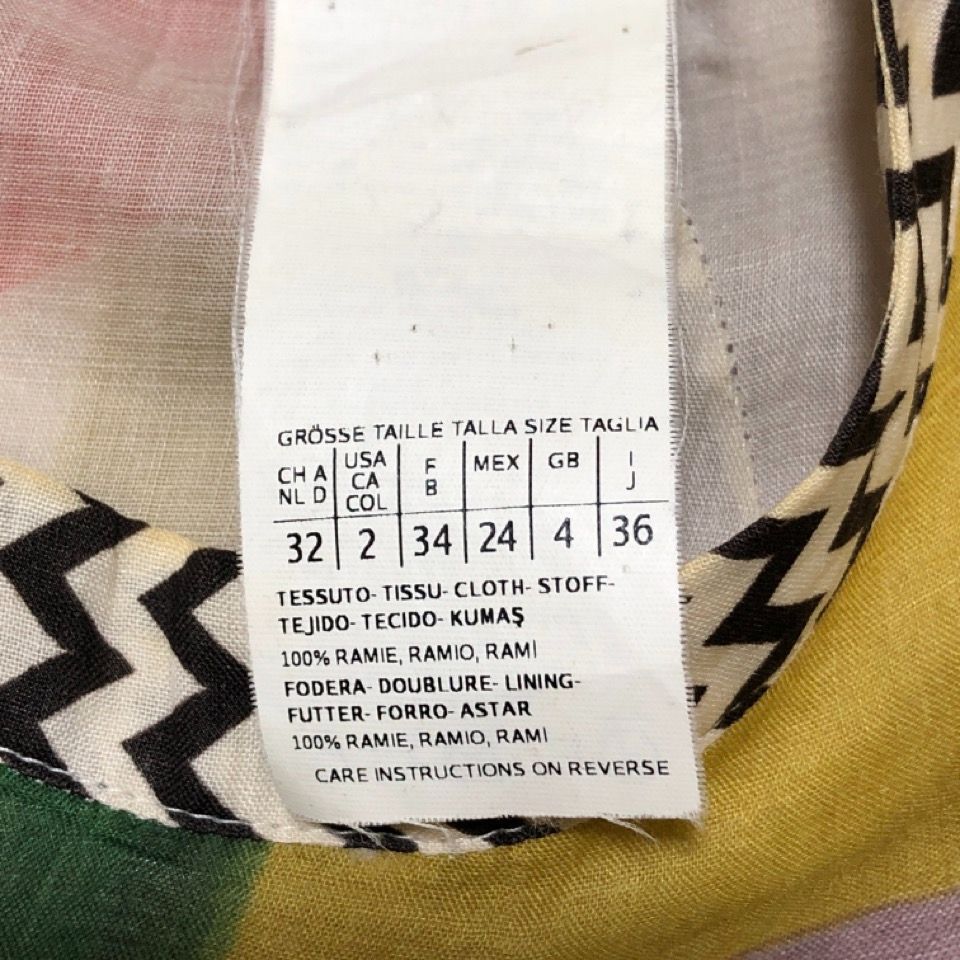 GRÖSSE TAILLE TALLA SIZE TAGLIA
CH A NL D USA CA COL F B MEX GB I J
32 2 34 24 4 36
TESSUTO- TISSU- CLOTH- STOFF-
TEJIDO- TECIDO- KUMAŞ
100% RAMIE, RAMIO, RAMİ
FODERA- DOUBLURE- LINING-
FUTTER- FORRO- ASTAR
100% RAMIE, RAMIO, RAMİ
CARE INSTRUCTIONS ON REVERSE